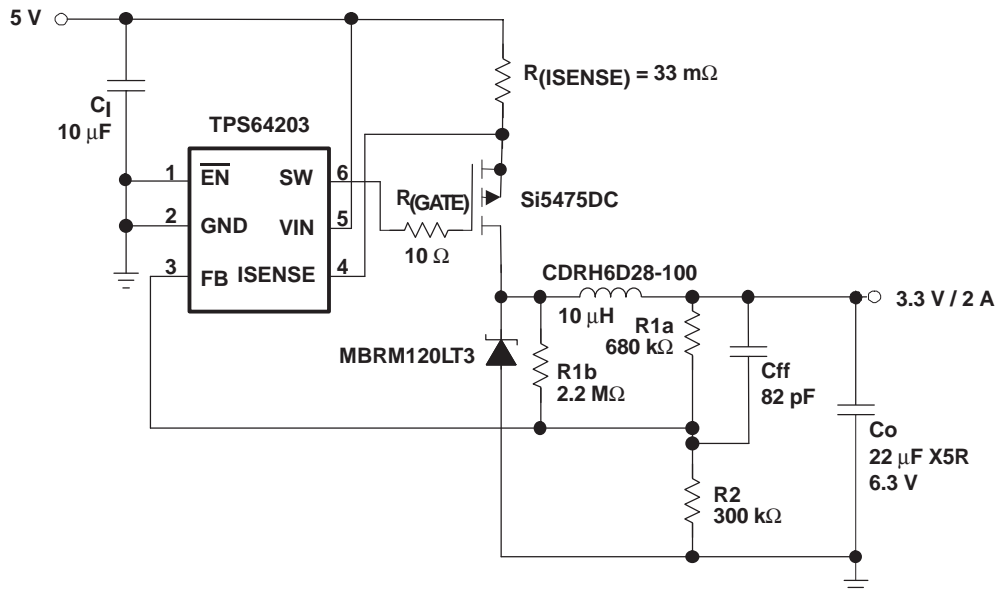 5 V
R(ISENSE) = 33 mΩ
CI
10 μF
TPS64203
1
EN
SW
6
2
GND
VIN
5
3
FB
ISENSE
4
R(GATE)
10 Ω
Si5475DC
CDRH6D28-100
10 μH
3.3 V / 2 A
MBRM120LT3
R1b
2.2 MΩ
R1a
680 kΩ
Cff
82 pF
Co
22 μF X5R
6.3 V
R2
300 kΩ